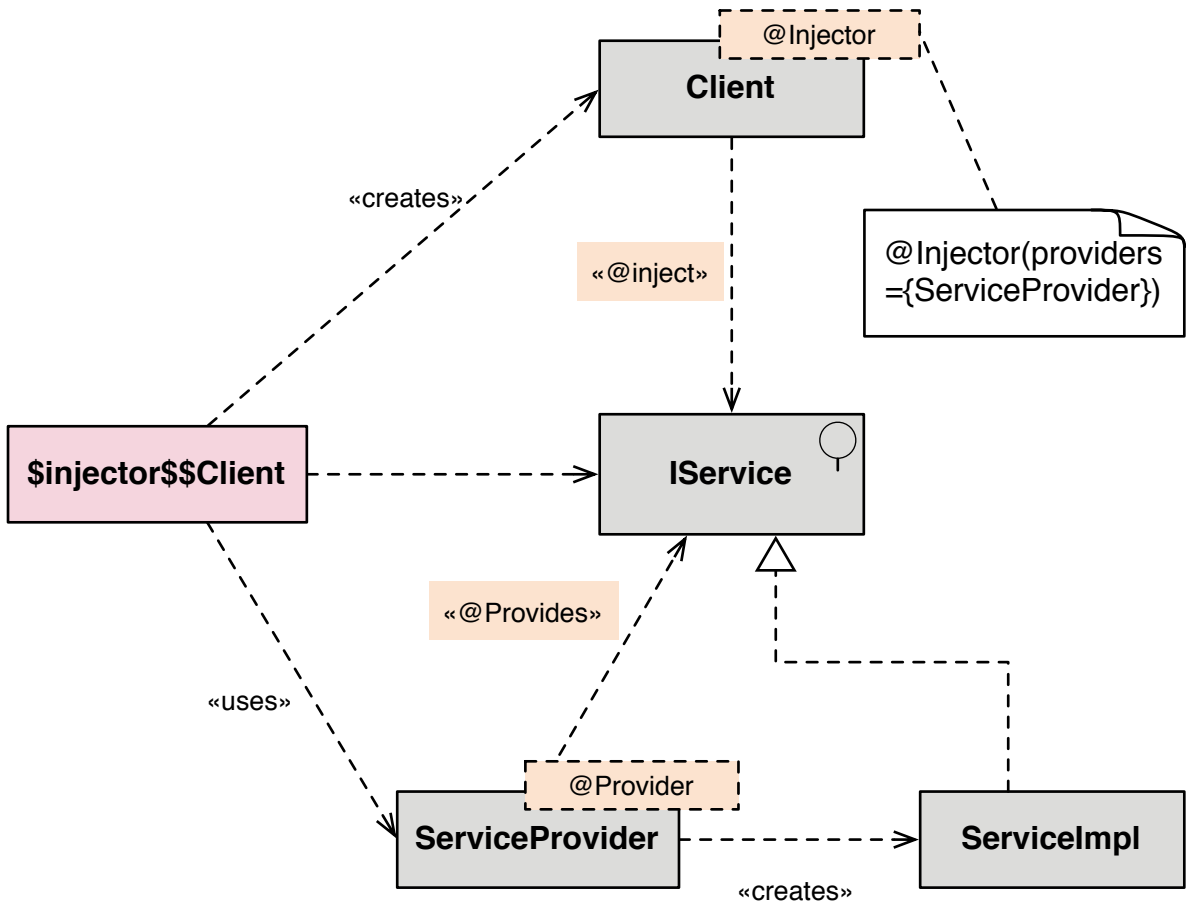 @Injector
Client
«creates»
@Injector(providers
={ServiceProvider})
«@inject»
$injector$$Client
IService
«@Provides»
«uses»
@Provider
ServiceProvider
ServiceImpl
«creates»